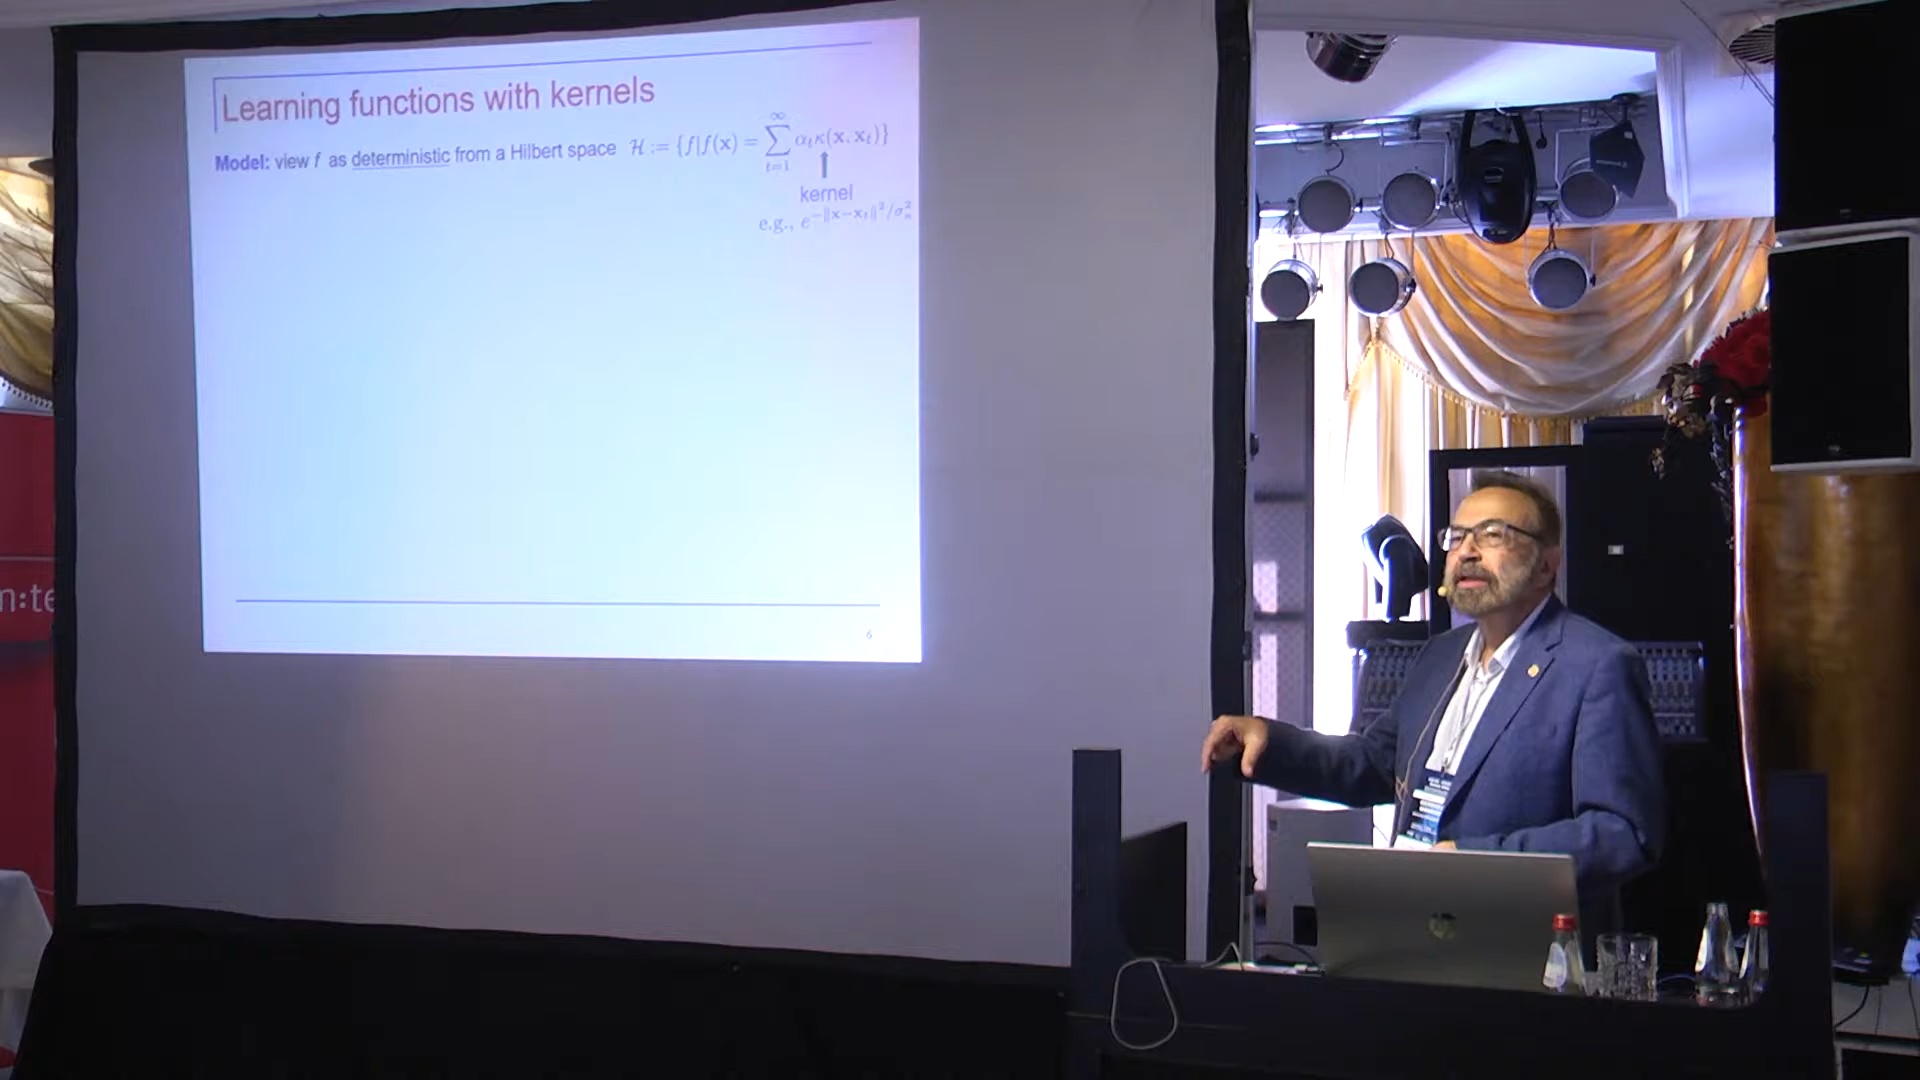 Learning functions with kernels
Model: view f as deterministic from a Hilbert space ℋ := {f|f(x) = ∑_{t=1}^{∞} α_t κ(x, x_t)}
kernel
e.g., e^{−‖x−x_t‖²/σ_κ²}
6
n:te